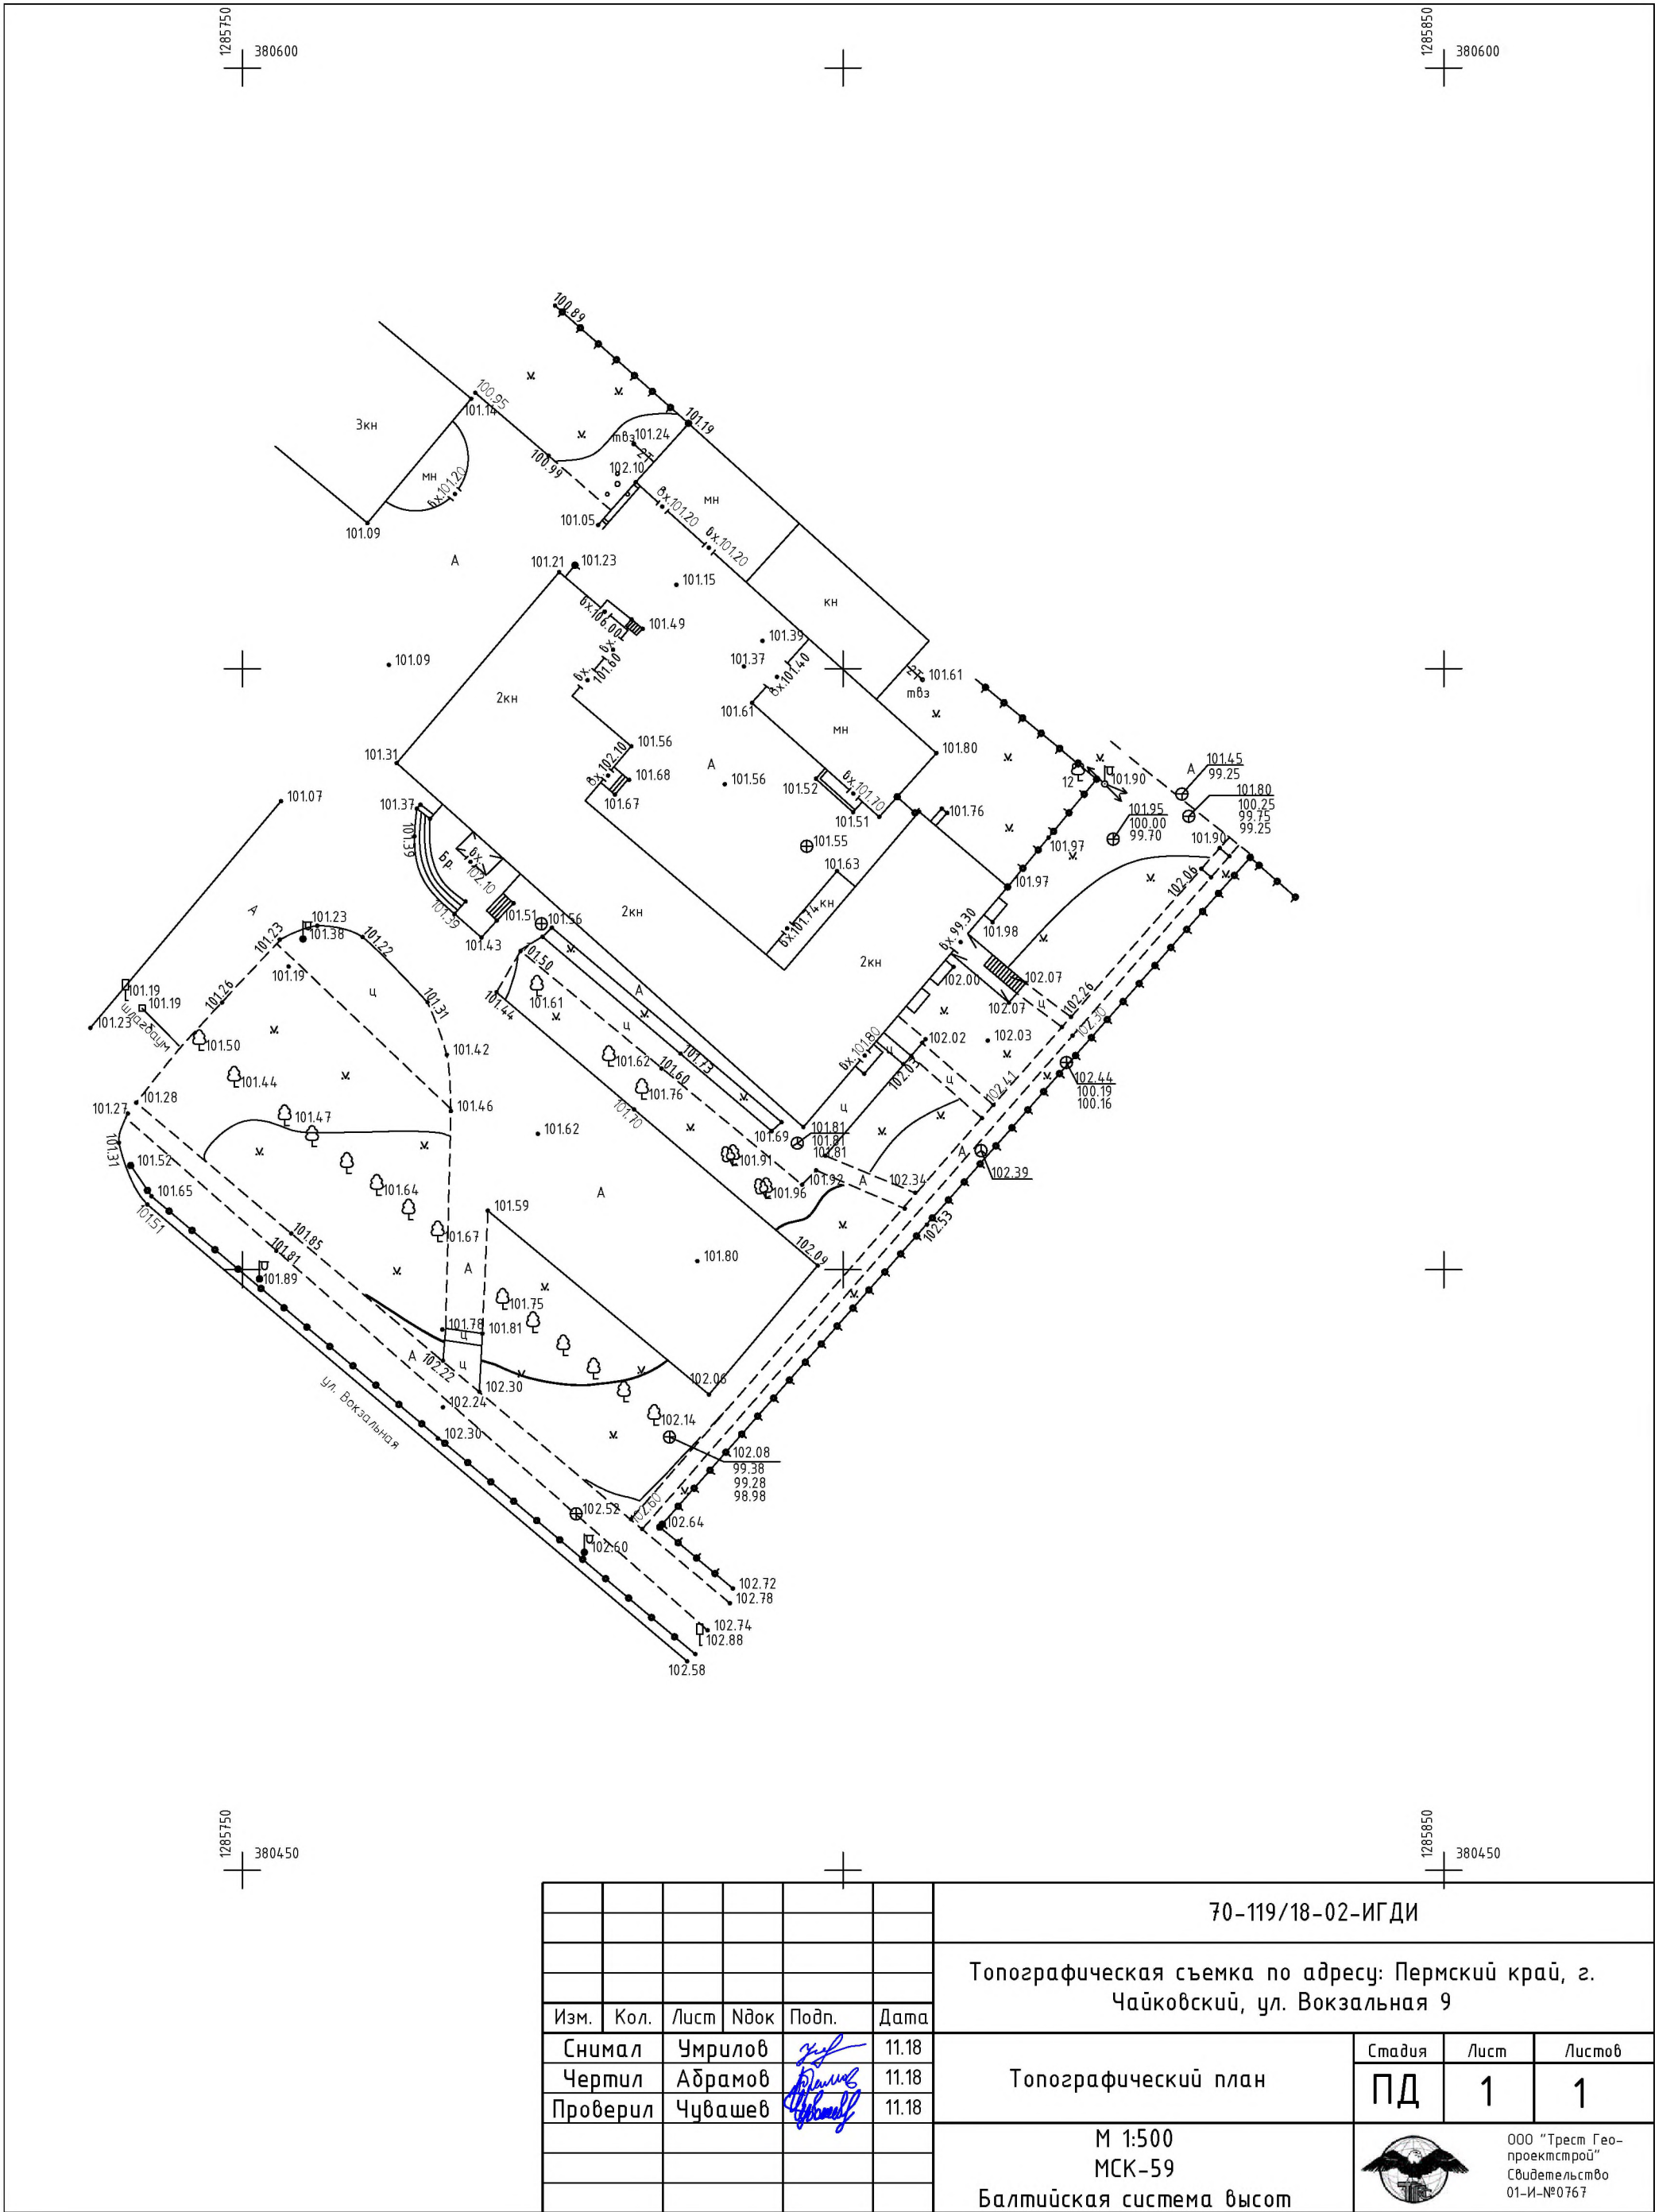 1285750
380600
1285850
380600
100.89
100.95
101.14
3кн
101.19
твз
101.24
2Т
100.99
102.10
мн
вх.101.20
мн
вх.101.20
101.05
101.09
вх.101.20
А
101.21
101.23
101.15
кн
вх.106.00
101.49
101.39
вх.
101.37
101.09
вх.
101.60
вх.101.40
2Т
101.61
твз
2кн
101.61
мн
101.31
101.56
101.80
101.45
99.25
А
вх.102.10
101.68
А
101.56
12
101.90
101.52
вх.101.70
101.80
100.25
99.75
99.25
101.07
101.37
101.67
101.51
101.76
101.95
100.00
99.70
101.39
101.55
101.97
101.90
Бр.
вх.
102.10
101.63
102.06
101.97
101.39
101.51
101.56
2кн
кн
вх.101.74
А
101.23
101.38
101.23
101.22
101.43
101.98
вх.99.30
101.50
2кн
101.19
102.00
102.07
101.19
101.19
ц
101.61
А
101.26
101.31
101.44
102.07
ц
102.26
101.23
шлагбаум
ц
102.30
101.50
101.42
101.62
101.73
вх.101.80
ц
102.02
102.03
101.44
101.60
102.03
102.44
100.19
100.16
ц
101.76
102.41
101.28
101.27
101.47
101.46
101.70
ц
101.31
101.62
101.69
101.81
101.81
101.81
А
101.52
101.91
102.39
101.65
101.64
А
101.96
101.92
А
102.34
101.51
101.59
102.53
101.67
101.85
101.81
102.09
А
101.80
101.89
101.75
101.78
101.81
ц
А
102.22
ц
102.30
102.06
ул. Вокзальная
102.24
102.14
102.30
102.08
99.38
99.28
98.98
102.52
102.60
102.64
102.60
102.72
102.78
102.74
102.88
102.58
1285750
380450
1285850
380450
70-119/18-02-ИГДИ
Топографическая съемка по адресу: Пермский край, г.
Чайковский, ул. Вокзальная 9
Изм. Кол. Лист Nдок Подп. Дата
Снимал Умрилов 11.18
Чертил Абрамов 11.18
Проверил Чувашев 11.18
Топографический план
Стадия Лист Листов
ПД 1 1
М 1:500
МСК-59
Балтийская система высот
ООО "Трест Гео-
проектстрой"
Свидетельство
01-И-№0767